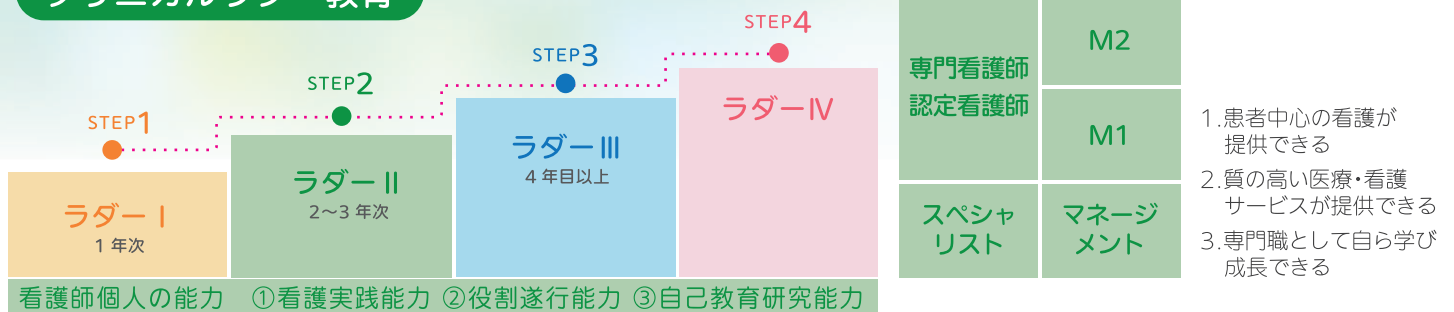 STEP1
ラダー Ⅰ
1 年次
STEP2
ラダー Ⅱ
2〜3 年次
STEP3
ラダー Ⅲ
4 年目以上
STEP4
ラダーⅣ
看護師個人の能力 ①看護実践能力 ②役割遂行能力 ③自己教育研究能力
専門看護師
認定看護師
スペシャ
リスト
M2
M1
マネージ
メント
1.患者中心の看護が
提供できる
2.質の高い医療・看護
サービスが提供できる
3.専門職として自ら学び
成長できる